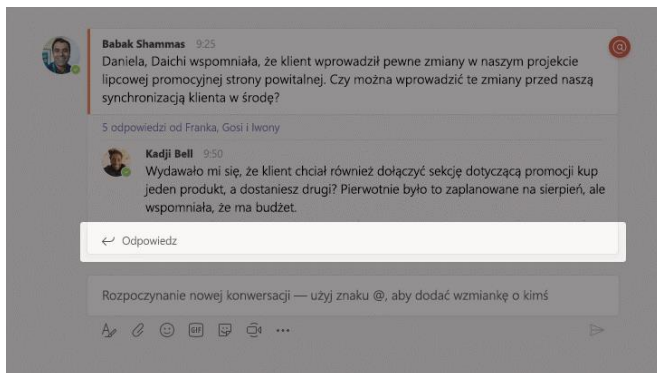 Babak Shammas 9:25
Daniela, Daichi wspomniała, że klient wprowadził pewne zmiany w naszym projekcie
lipcowej promocyjnej strony powitalnej. Czy można wprowadzić te zmiany przed naszą
synchronizacją klienta w środę?
5 odpowiedzi od Franka, Gosi i Iwony
Kadji Bell 9:50
Wydawało mi się, że klient chciał również dołączyć sekcję dotyczącą promocji kup
jeden produkt, a dostaniesz drugi? Pierwotnie było to zaplanowane na sierpień, ale
wspomniała, że ma budżet.
Odpowiedz
Rozpoczynanie nowej konwersacji — użyj znaku @, aby dodać wzmiankę o kimś
GIF